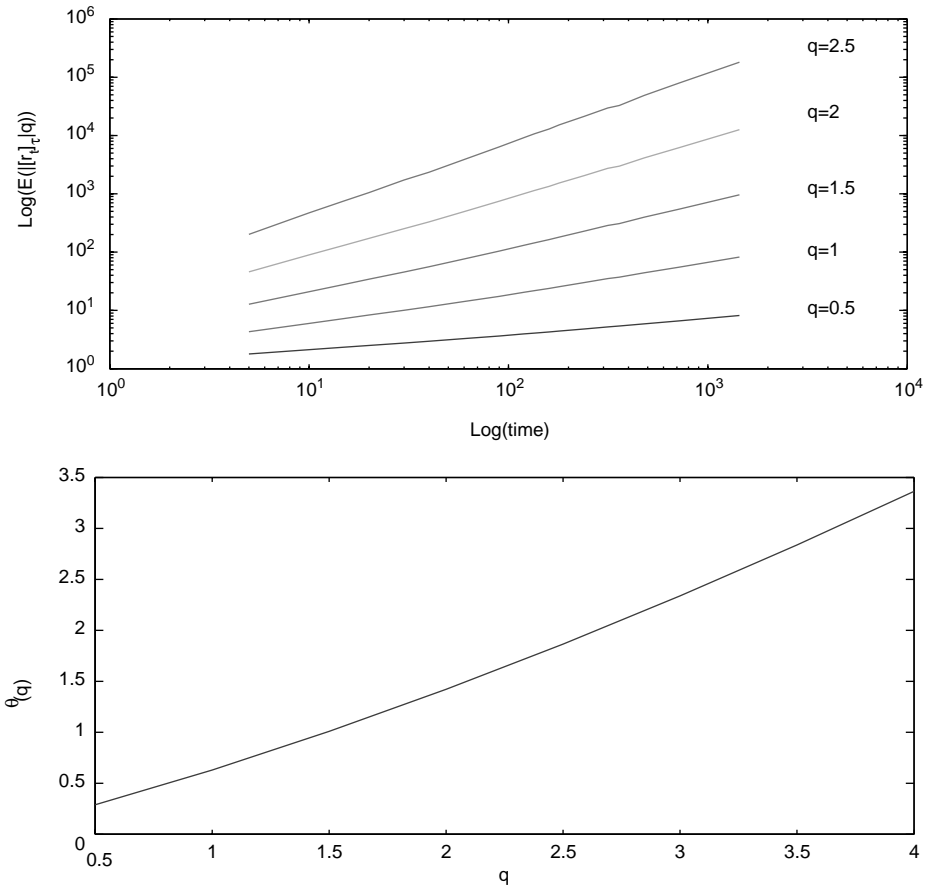 10^6
10^5
10^4
10^3
10^2
10^1
10^0
Log(E(|[r_t]_τ|q))
q=2.5
q=2
q=1.5
q=1
q=0.5
10^0 10^1 10^2 10^3 10^4
Log(time)
3.5
3
2.5
2
1.5
1
0.5
0
θ(q)
0.5 1 1.5 2 2.5 3 3.5 4
q